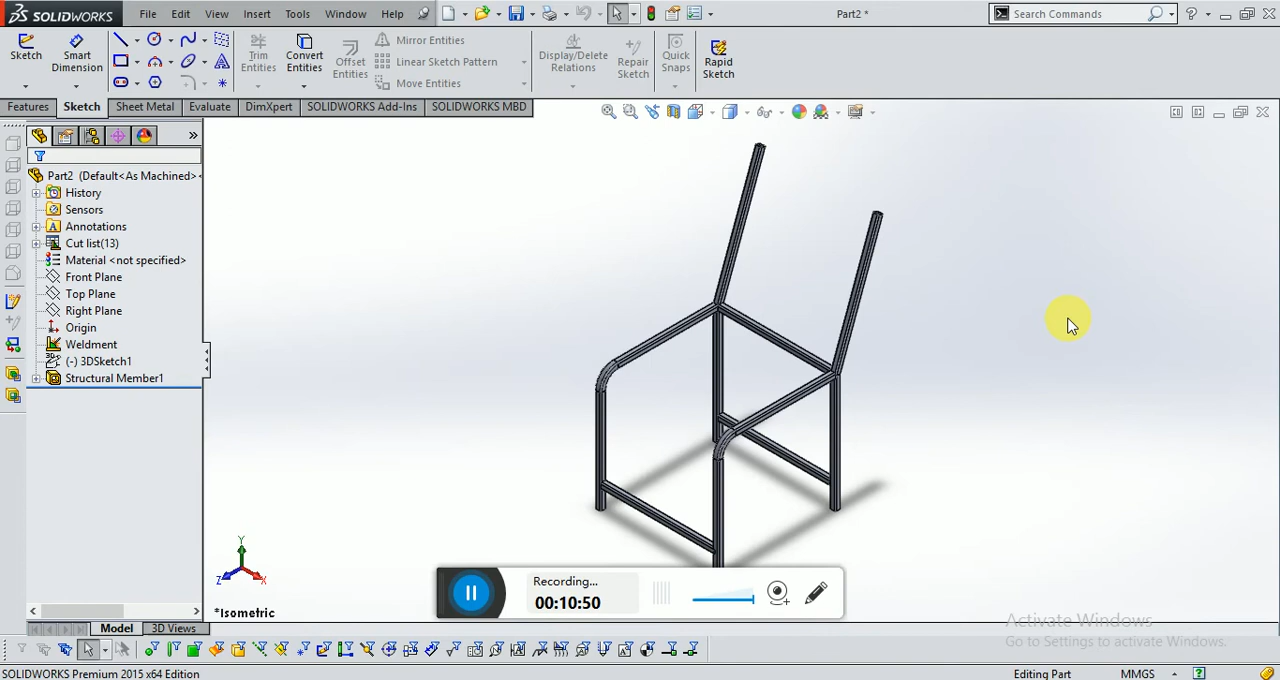 SOLIDWORKS File Edit View Insert Tools Window Help Part2 * Search Commands
Sketch Smart Dimension Trim Entities Convert Entities Offset Entities Mirror Entities Linear Sketch Pattern Move Entities Display/Delete Relations Repair Sketch Quick Snaps Rapid Sketch
Features Sketch Sheet Metal Evaluate DimXpert SOLIDWORKS Add-Ins SOLIDWORKS MBD
Part2 (Default<As Machined>
History
Sensors
Annotations
Cut list(13)
Material <not specified>
Front Plane
Top Plane
Right Plane
Origin
Weldment
(-) 3DSketch1
Structural Member1
Y
Z X
*Isometric
Recording...
00:10:50
Activate Windows
Go to Settings to activate Windows.
Model 3D Views
SOLIDWORKS Premium 2015 x64 Edition Editing Part MMGS